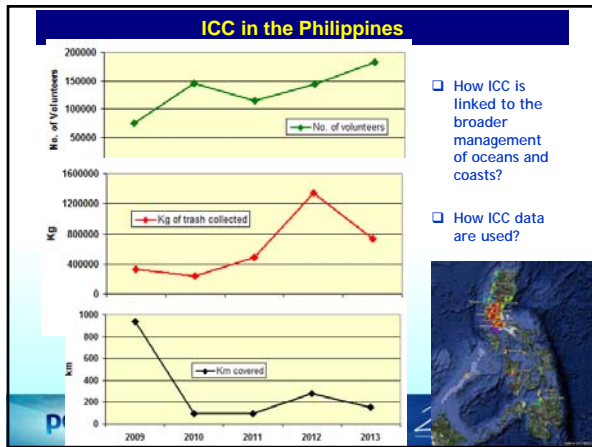 ICC in the Philippines
200000
150000
100000
50000
No. of Volunteers
No. of volunteers
1600000
1200000
800000
400000
0
Kg
Kg of trash collected
1000
800
600
400
200
0
km
Km covered
2009 2010 2011 2012 2013
How ICC is
linked to the
broader
management
of oceans and
coasts?
How ICC data
are used?